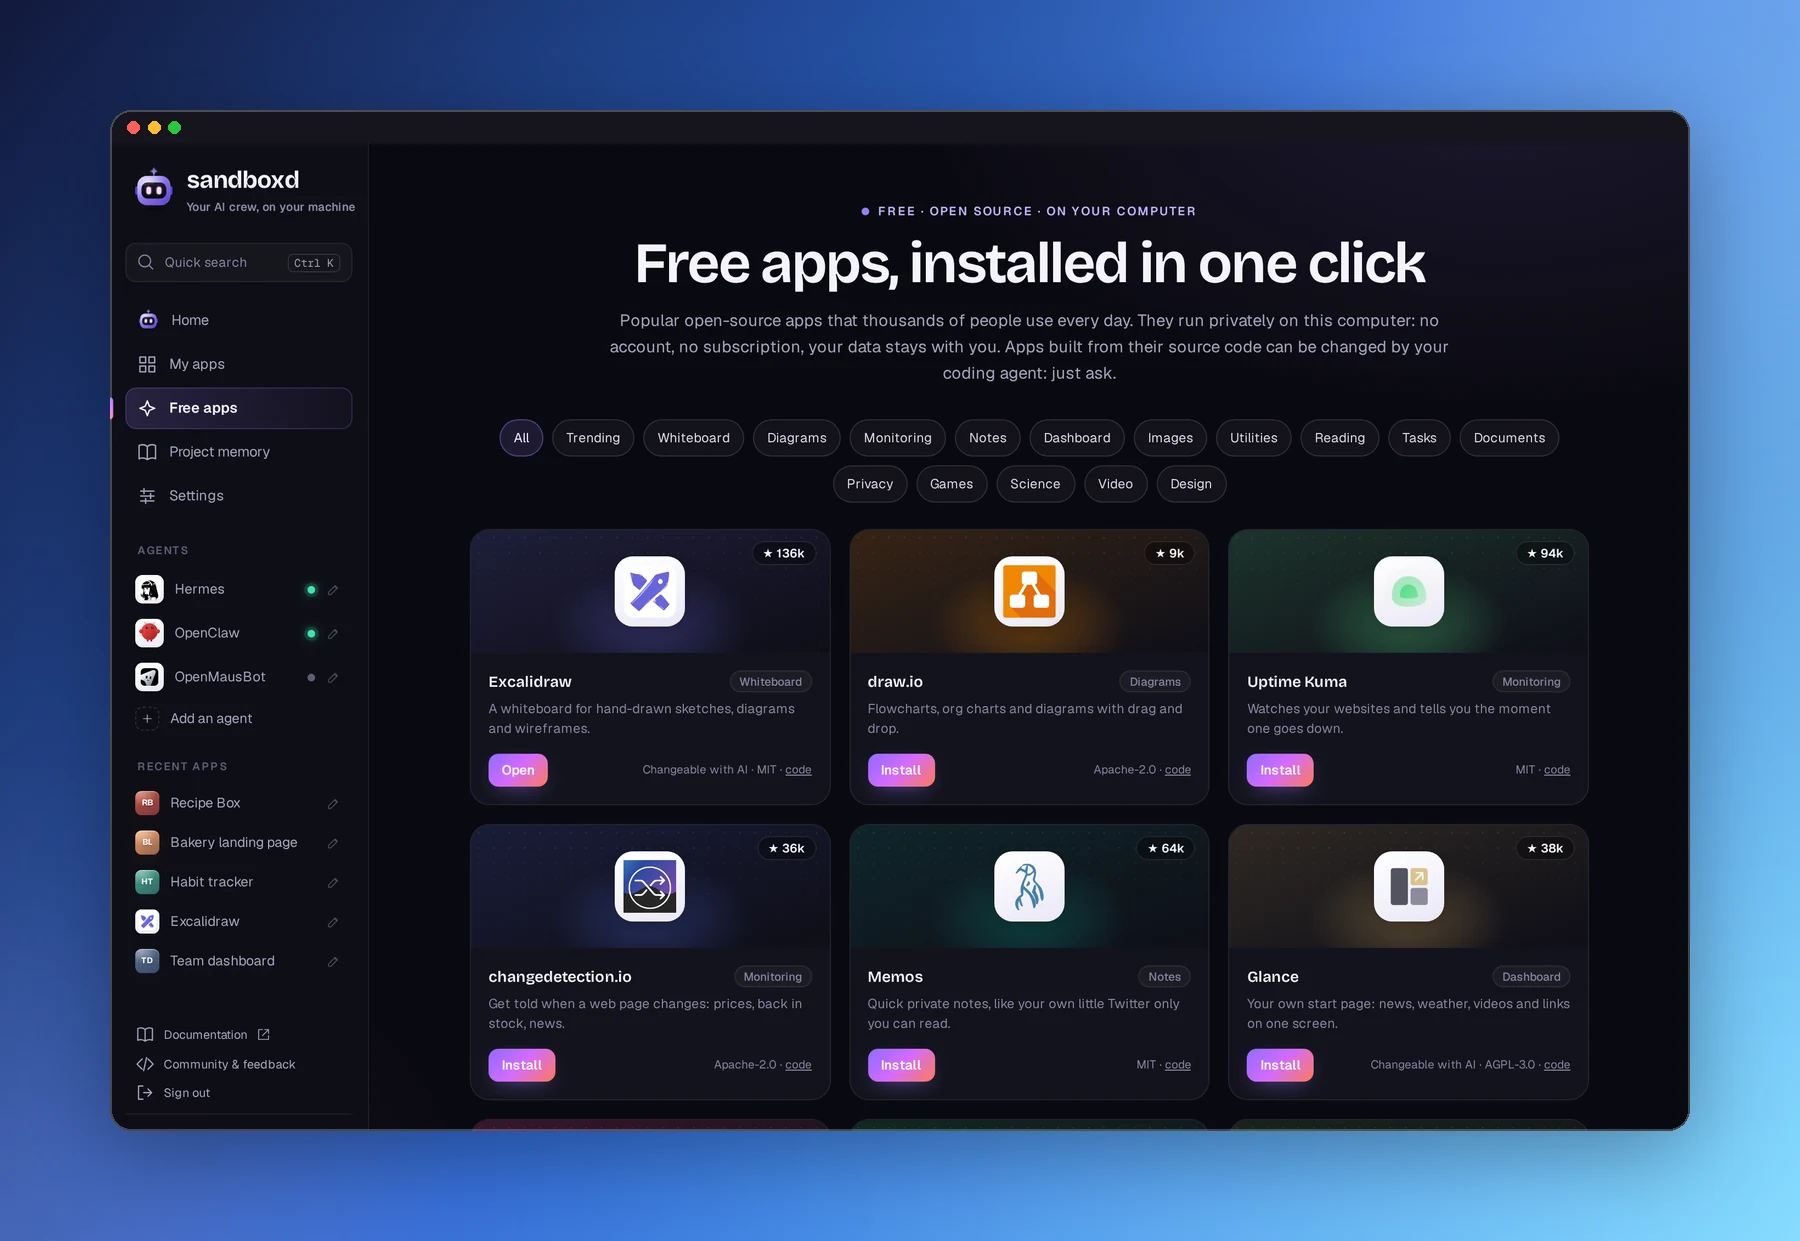 sandboxd
Your AI crew, on your machine
Quick search
Ctrl K
Home
My apps
Free apps
Project memory
Settings
AGENTS
Hermes
OpenClaw
OpenMausBot
Add an agent
RECENT APPS
RB
Recipe Box
BL
Bakery landing page
HT
Habit tracker
Excalidraw
TD
Team dashboard
Documentation
Community & feedback
Sign out
FREE · OPEN SOURCE · ON YOUR COMPUTER
Free apps, installed in one click
Popular open-source apps that thousands of people use every day. They run privately on this computer: no
account, no subscription, your data stays with you. Apps built from their source code can be changed by your
coding agent: just ask.
All
Trending
Whiteboard
Diagrams
Monitoring
Notes
Dashboard
Images
Utilities
Reading
Tasks
Documents
Privacy
Games
Science
Video
Design
★ 136k
Excalidraw
Whiteboard
A whiteboard for hand-drawn sketches, diagrams
and wireframes.
Open
Changeable with AI · MIT · code
★ 9k
draw.io
Diagrams
Flowcharts, org charts and diagrams with drag and
drop.
Install
Apache-2.0 · code
★ 94k
Uptime Kuma
Monitoring
Watches your websites and tells you the moment
one goes down.
Install
MIT · code
★ 36k
changedetection.io
Monitoring
Get told when a web page changes: prices, back in
stock, news.
Install
Apache-2.0 · code
★ 64k
Memos
Notes
Quick private notes, like your own little Twitter only
you can read.
Install
MIT · code
★ 38k
Glance
Dashboard
Your own start page: news, weather, videos and links
on one screen.
Install
Changeable with AI · AGPL-3.0 · code